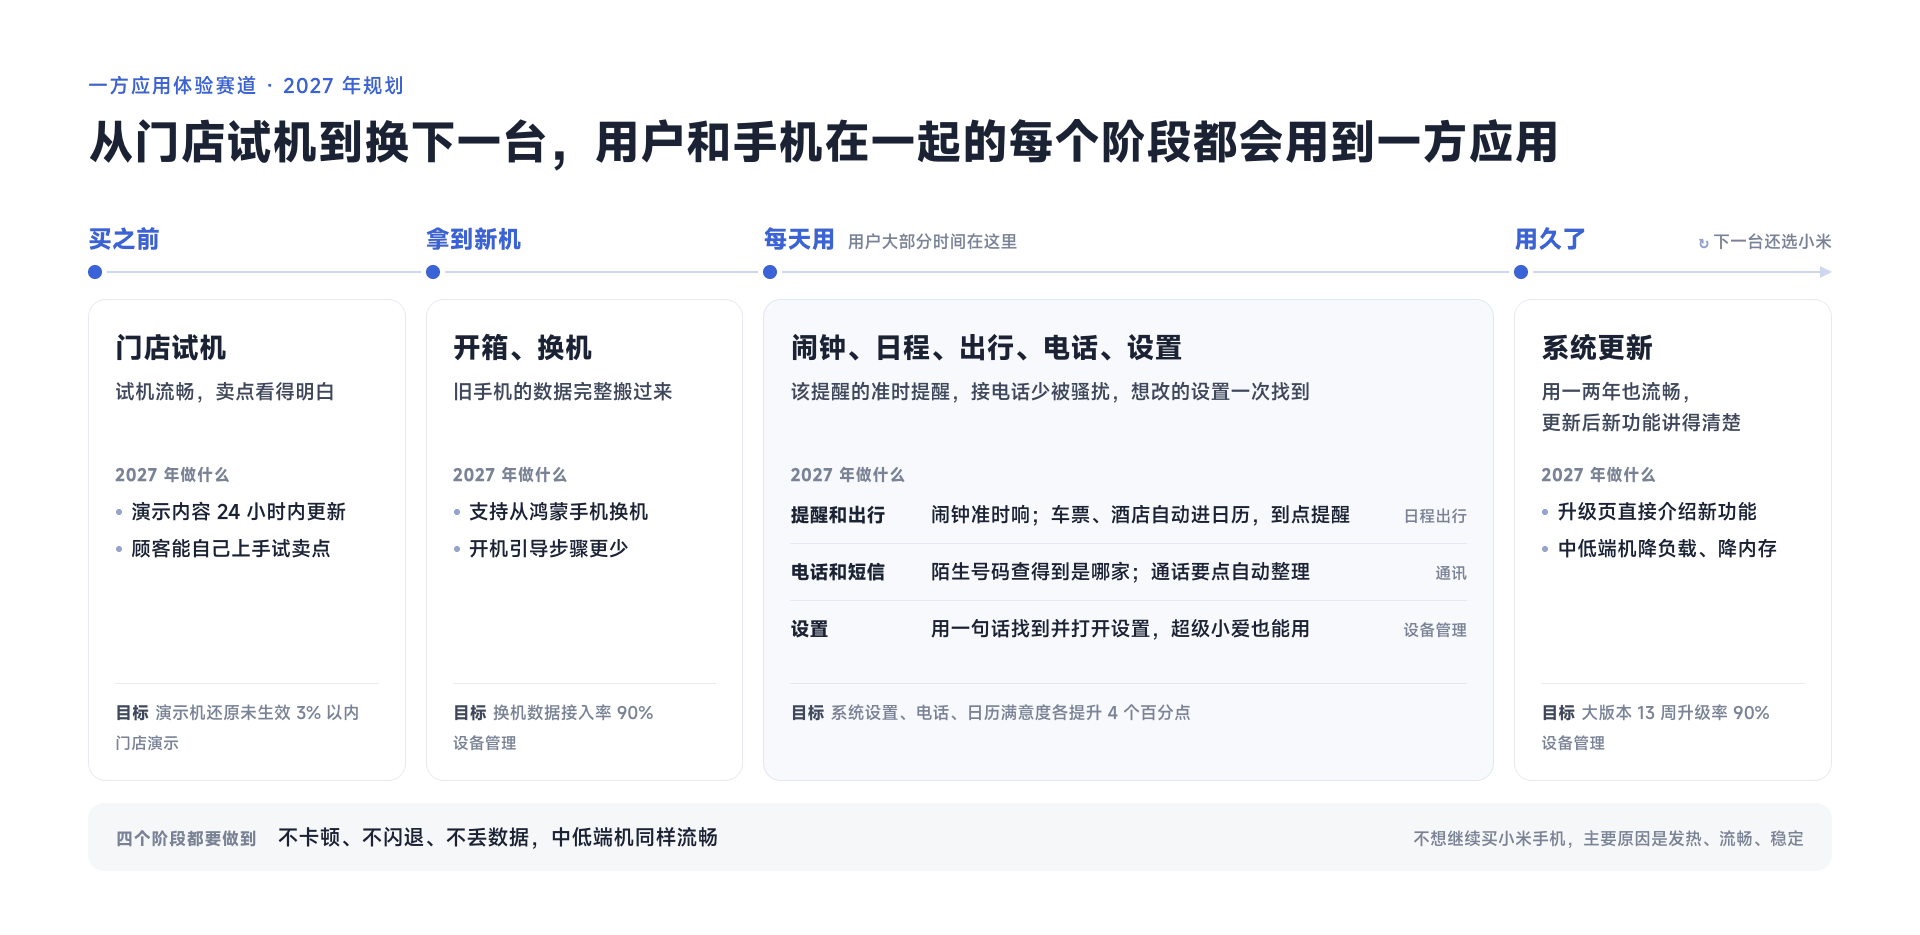 一方应用体验赛道 · 2027 年规划
从门店试机到换下一台，用户和手机在一起的每个阶段都会用到一方应用
买之前
拿到新机
每天用 用户大部分时间在这里
用久了
↻ 下一台还选小米
门店试机
试机流畅，卖点看得明白
2027 年做什么
• 演示内容 24 小时内更新
• 顾客能自己上手试卖点
目标 演示机还原未生效 3% 以内
门店演示
开箱、换机
旧手机的数据完整搬过来
2027 年做什么
• 支持从鸿蒙手机换机
• 开机引导步骤更少
目标 换机数据接入率 90%
设备管理
闹钟、日程、出行、电话、设置
该提醒的准时提醒，接电话少被骚扰，想改的设置一次找到
2027 年做什么
提醒和出行 闹钟准时响；车票、酒店自动进日历，到点提醒 日程出行
电话和短信 陌生号码查得到是哪家；通话要点自动整理 通讯
设置 用一句话找到并打开设置，超级小爱也能用 设备管理
目标 系统设置、电话、日历满意度各提升 4 个百分点
系统更新
用一两年也流畅，
更新后新功能讲得清楚
2027 年做什么
• 升级页直接介绍新功能
• 中低端机降负载、降内存
目标 大版本 13 周升级率 90%
设备管理
四个阶段都要做到 不卡顿、不闪退、不丢数据，中低端机同样流畅
不想继续买小米手机，主要原因是发热、流畅、稳定